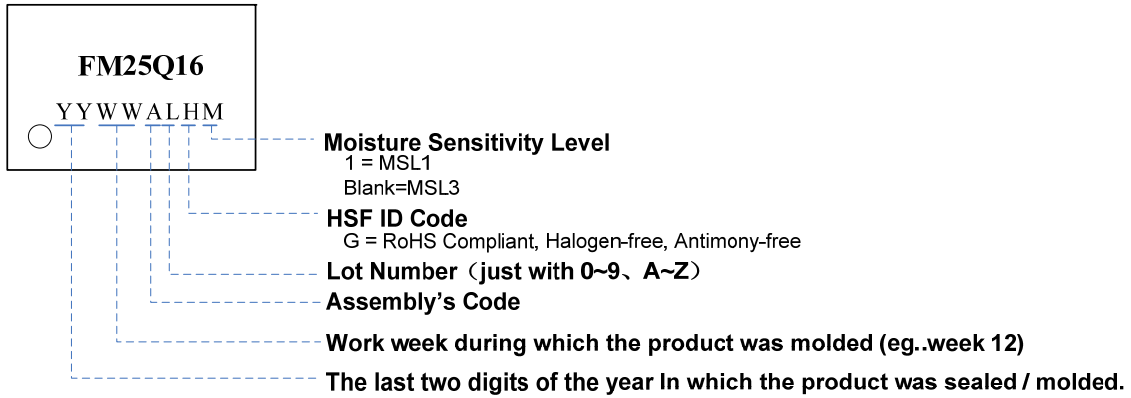 FM25Q16
YYWWALHM
Moisture Sensitivity Level
1 = MSL1
Blank=MSL3
HSF ID Code
G = RoHS Compliant, Halogen-free, Antimony-free
Lot Number（just with 0~9、A~Z）
Assembly’s Code
Work week during which the product was molded (eg..week 12)
The last two digits of the year In which the product was sealed / molded.